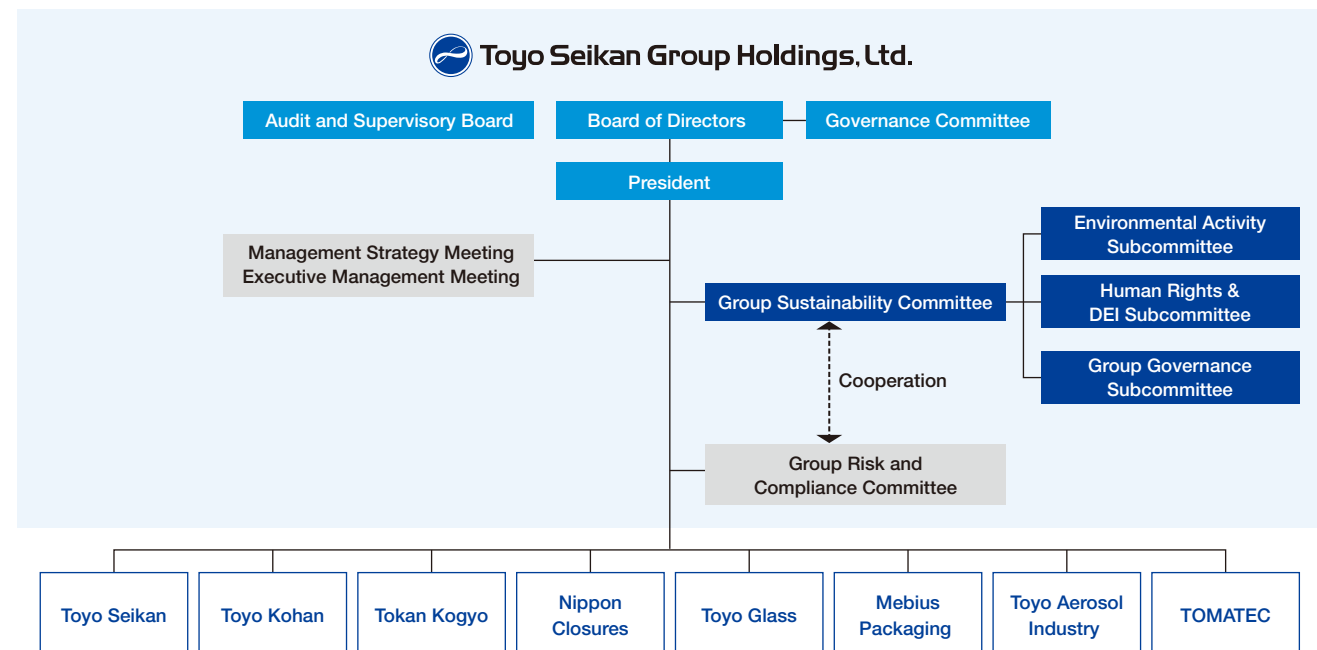 Toyo Seikan Group Holdings, Ltd.
Audit and Supervisory Board
Board of Directors
Governance Committee
President
Management Strategy Meeting
Executive Management Meeting
Environmental Activity
Subcommittee
Group Sustainability Committee
Human Rights &
DEI Subcommittee
Group Governance
Subcommittee
Cooperation
Group Risk and
Compliance Committee
Toyo Seikan
Toyo Kohan
Tokan Kogyo
Nippon
Closures
Toyo Glass
Mebius
Packaging
Toyo Aerosol
Industry
TOMATEC